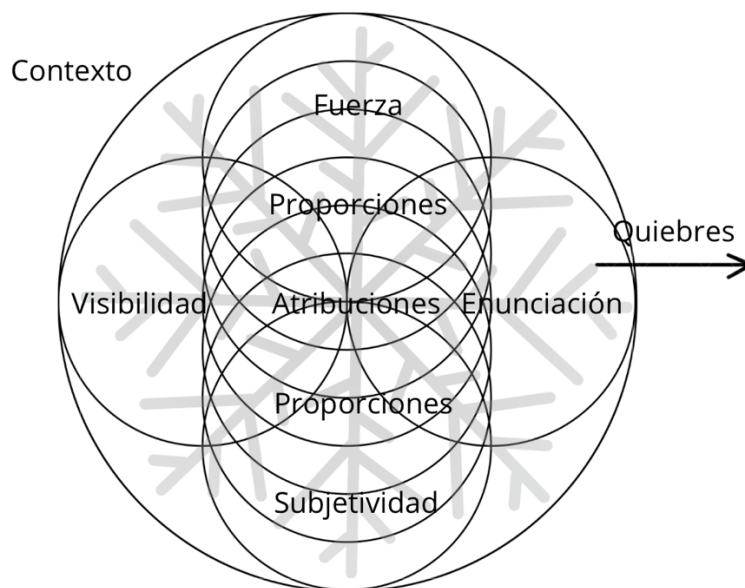 Contexto
Fuerza
Proporciones
Quiebres
Visibilidad
Atribuciones
Enunciación
Proporciones
Subjetividad